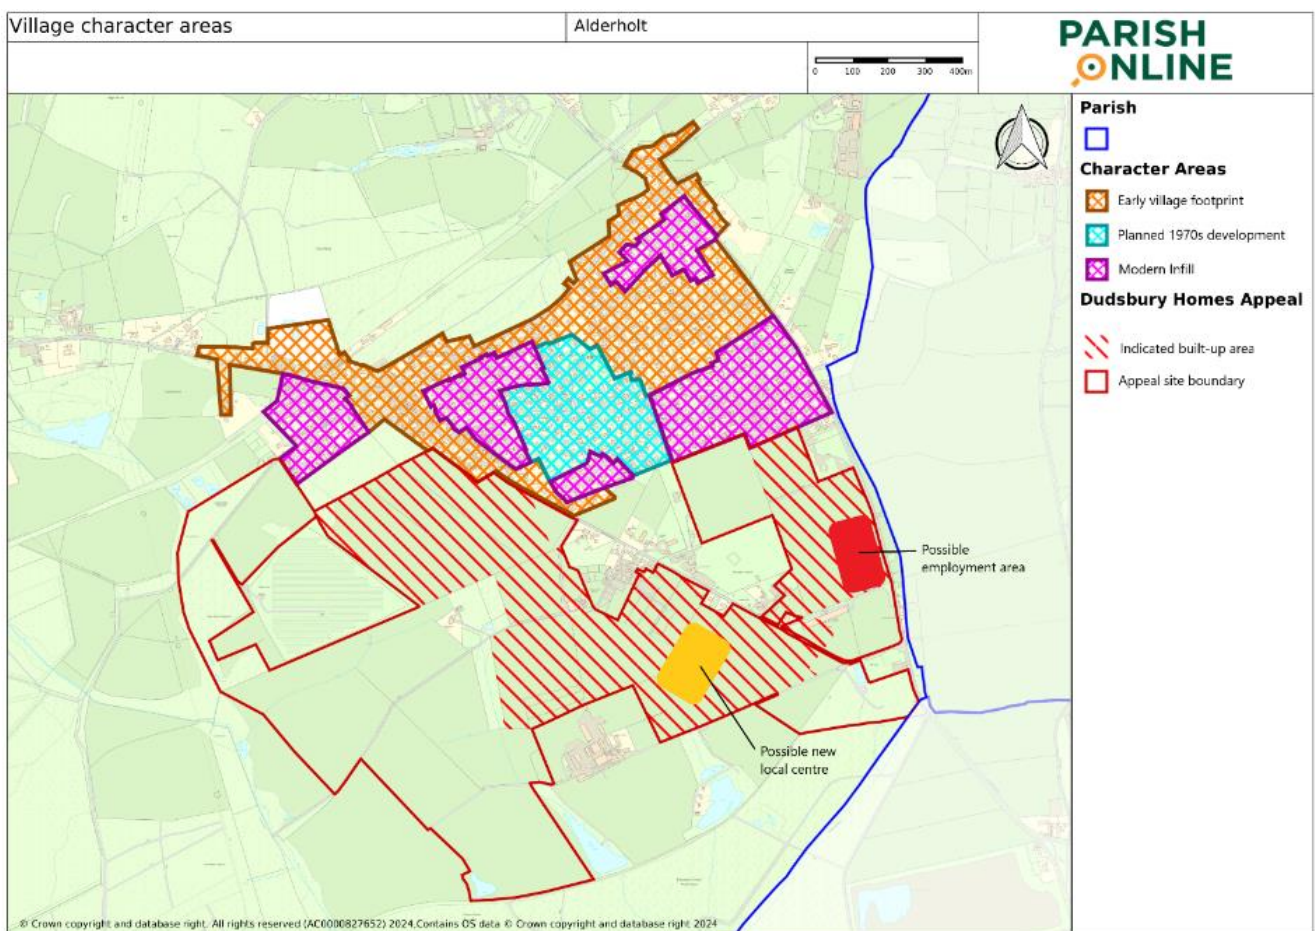 Village character areas
Alderholt
PARISH
ONLINE
0 100 200 300 400m
Parish
Character Areas
Early village footprint
Planned 1970s development
Modern Infill
Dudsbury Homes Appeal
Indicated built-up area
Appeal site boundary
Possible
employment area
Possible new
local centre
© Crown copyright and database right. All rights reserved (AC0000827652) 2024,Contains OS data © Crown copyright and database right 2024